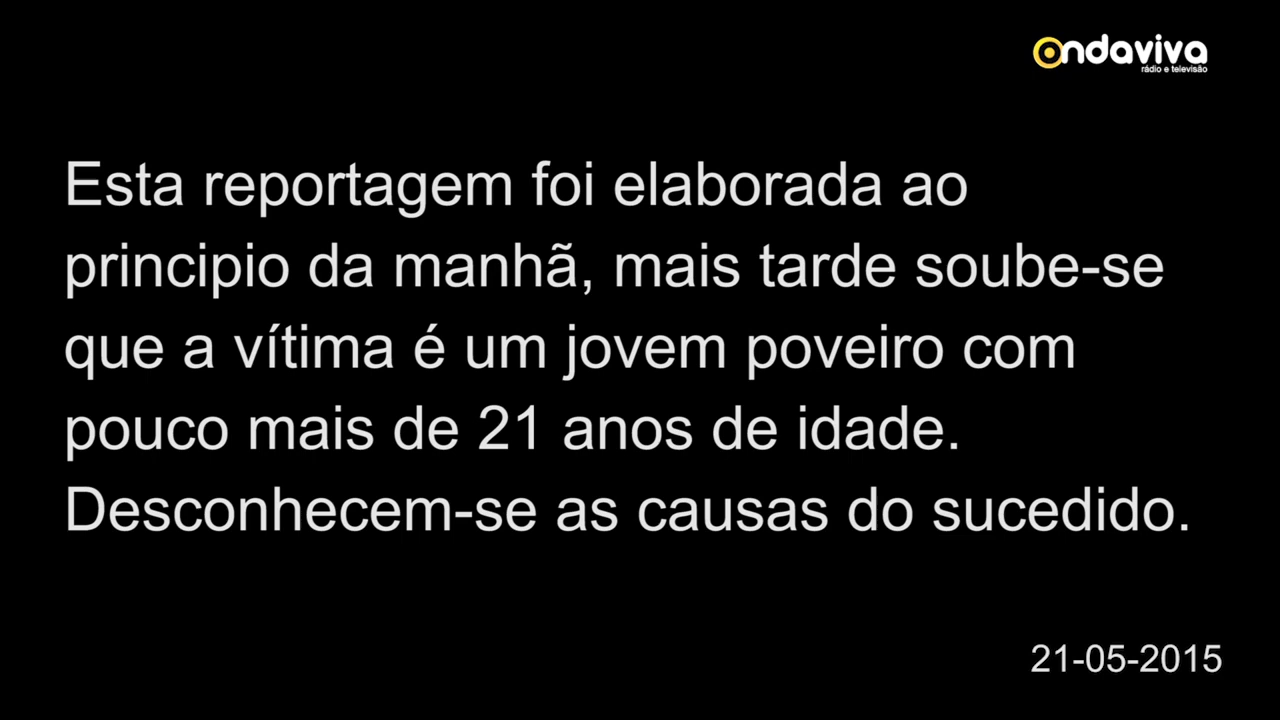 ondaviva
rádio e televisão
Esta reportagem foi elaborada ao
principio da manhã, mais tarde soube-se
que a vítima é um jovem poveiro com
pouco mais de 21 anos de idade.
Desconhecem-se as causas do sucedido.
21-05-2015